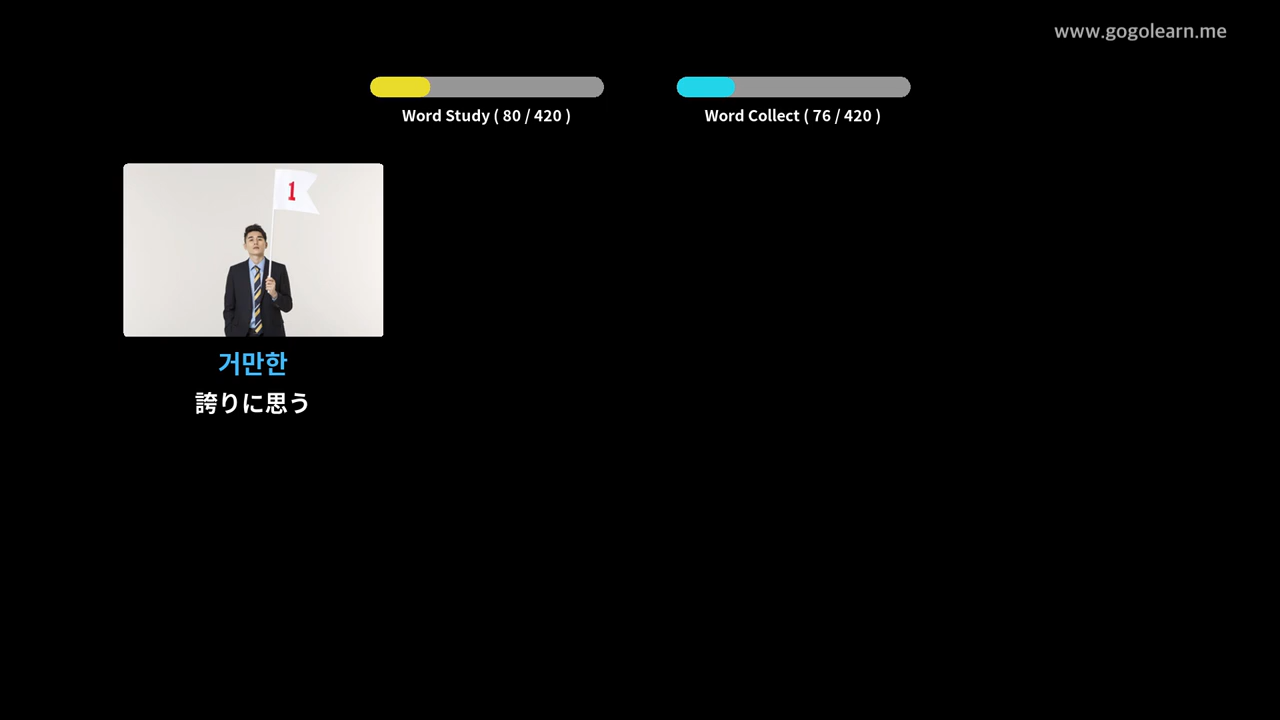 www.gogolearn.me
Word Study ( 80 / 420 )
Word Collect ( 76 / 420 )
1
거만한
誇りに思う